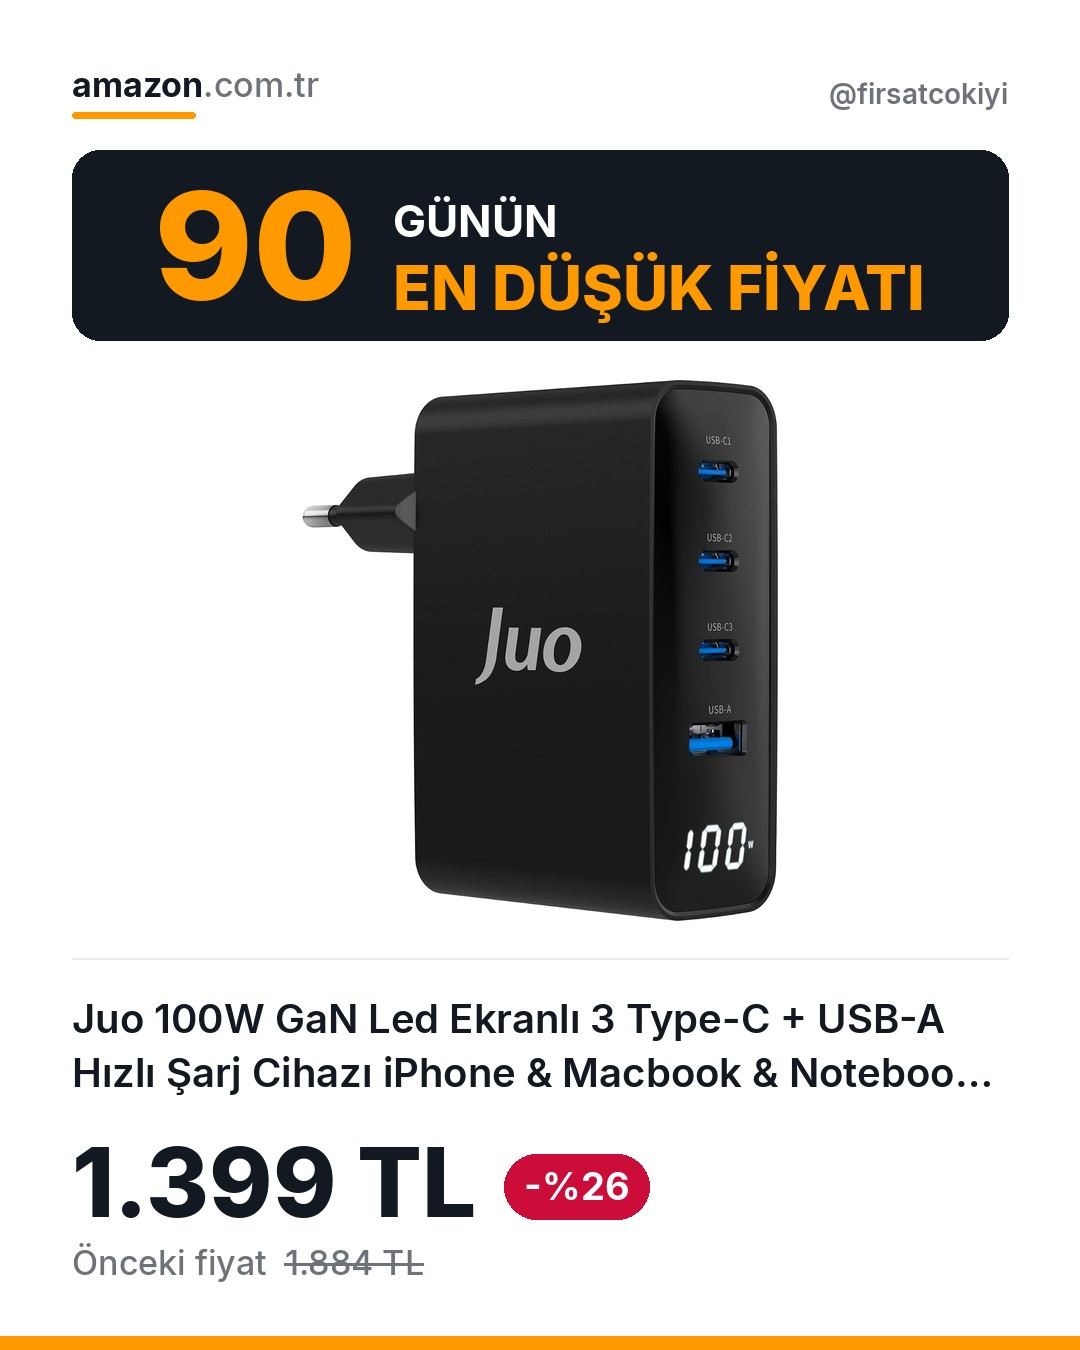 amazon.com.tr
@firsatcokiyi
90
GÜNÜN
EN DÜŞÜK FİYATI
USB-C1
USB-C2
USB-C3
USB-A
Juo
100W
Juo 100W GaN Led Ekranlı 3 Type-C + USB-A
Hızlı Şarj Cihazı iPhone & Macbook & Noteboo...
1.399 TL
-%26
Önceki fiyat 1.884 TL